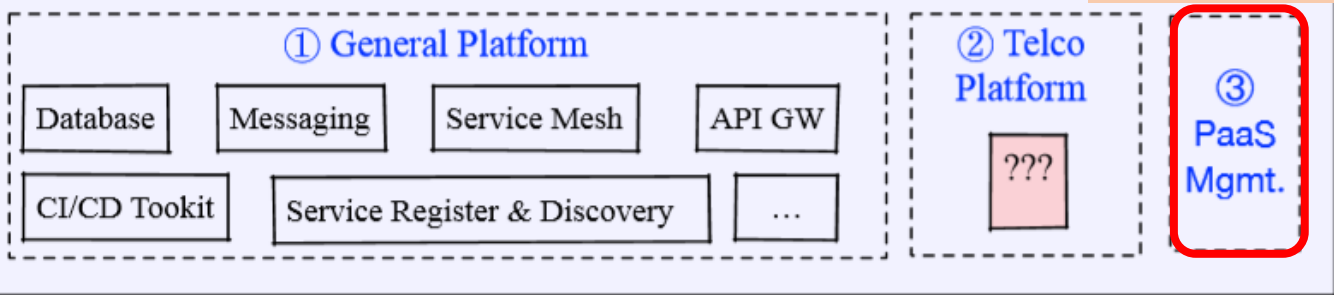 ① General Platform
Database
Messaging
Service Mesh
API GW
CI/CD Tookit
Service Register & Discovery
...
② Telco
Platform
???
③
PaaS
Mgmt.